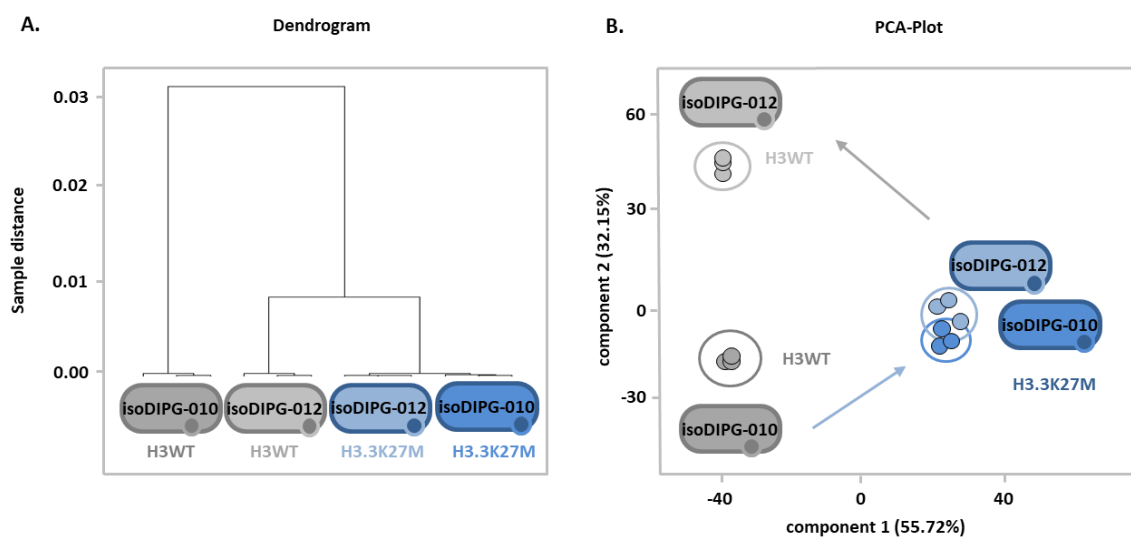 A.
Dendrogram
Sample distance
0.03
0.02
0.01
0.00
isoDIPG-010
isoDIPG-012
isoDIPG-012
isoDIPG-010
H3WT
H3WT
H3.3K27M
H3.3K27M
B.
PCA-Plot
component 2 (32.15%)
60
30
0
-30
isoDIPG-012
H3WT
isoDIPG-012
isoDIPG-010
H3WT
H3.3K27M
isoDIPG-010
-40
0
40
component 1 (55.72%)